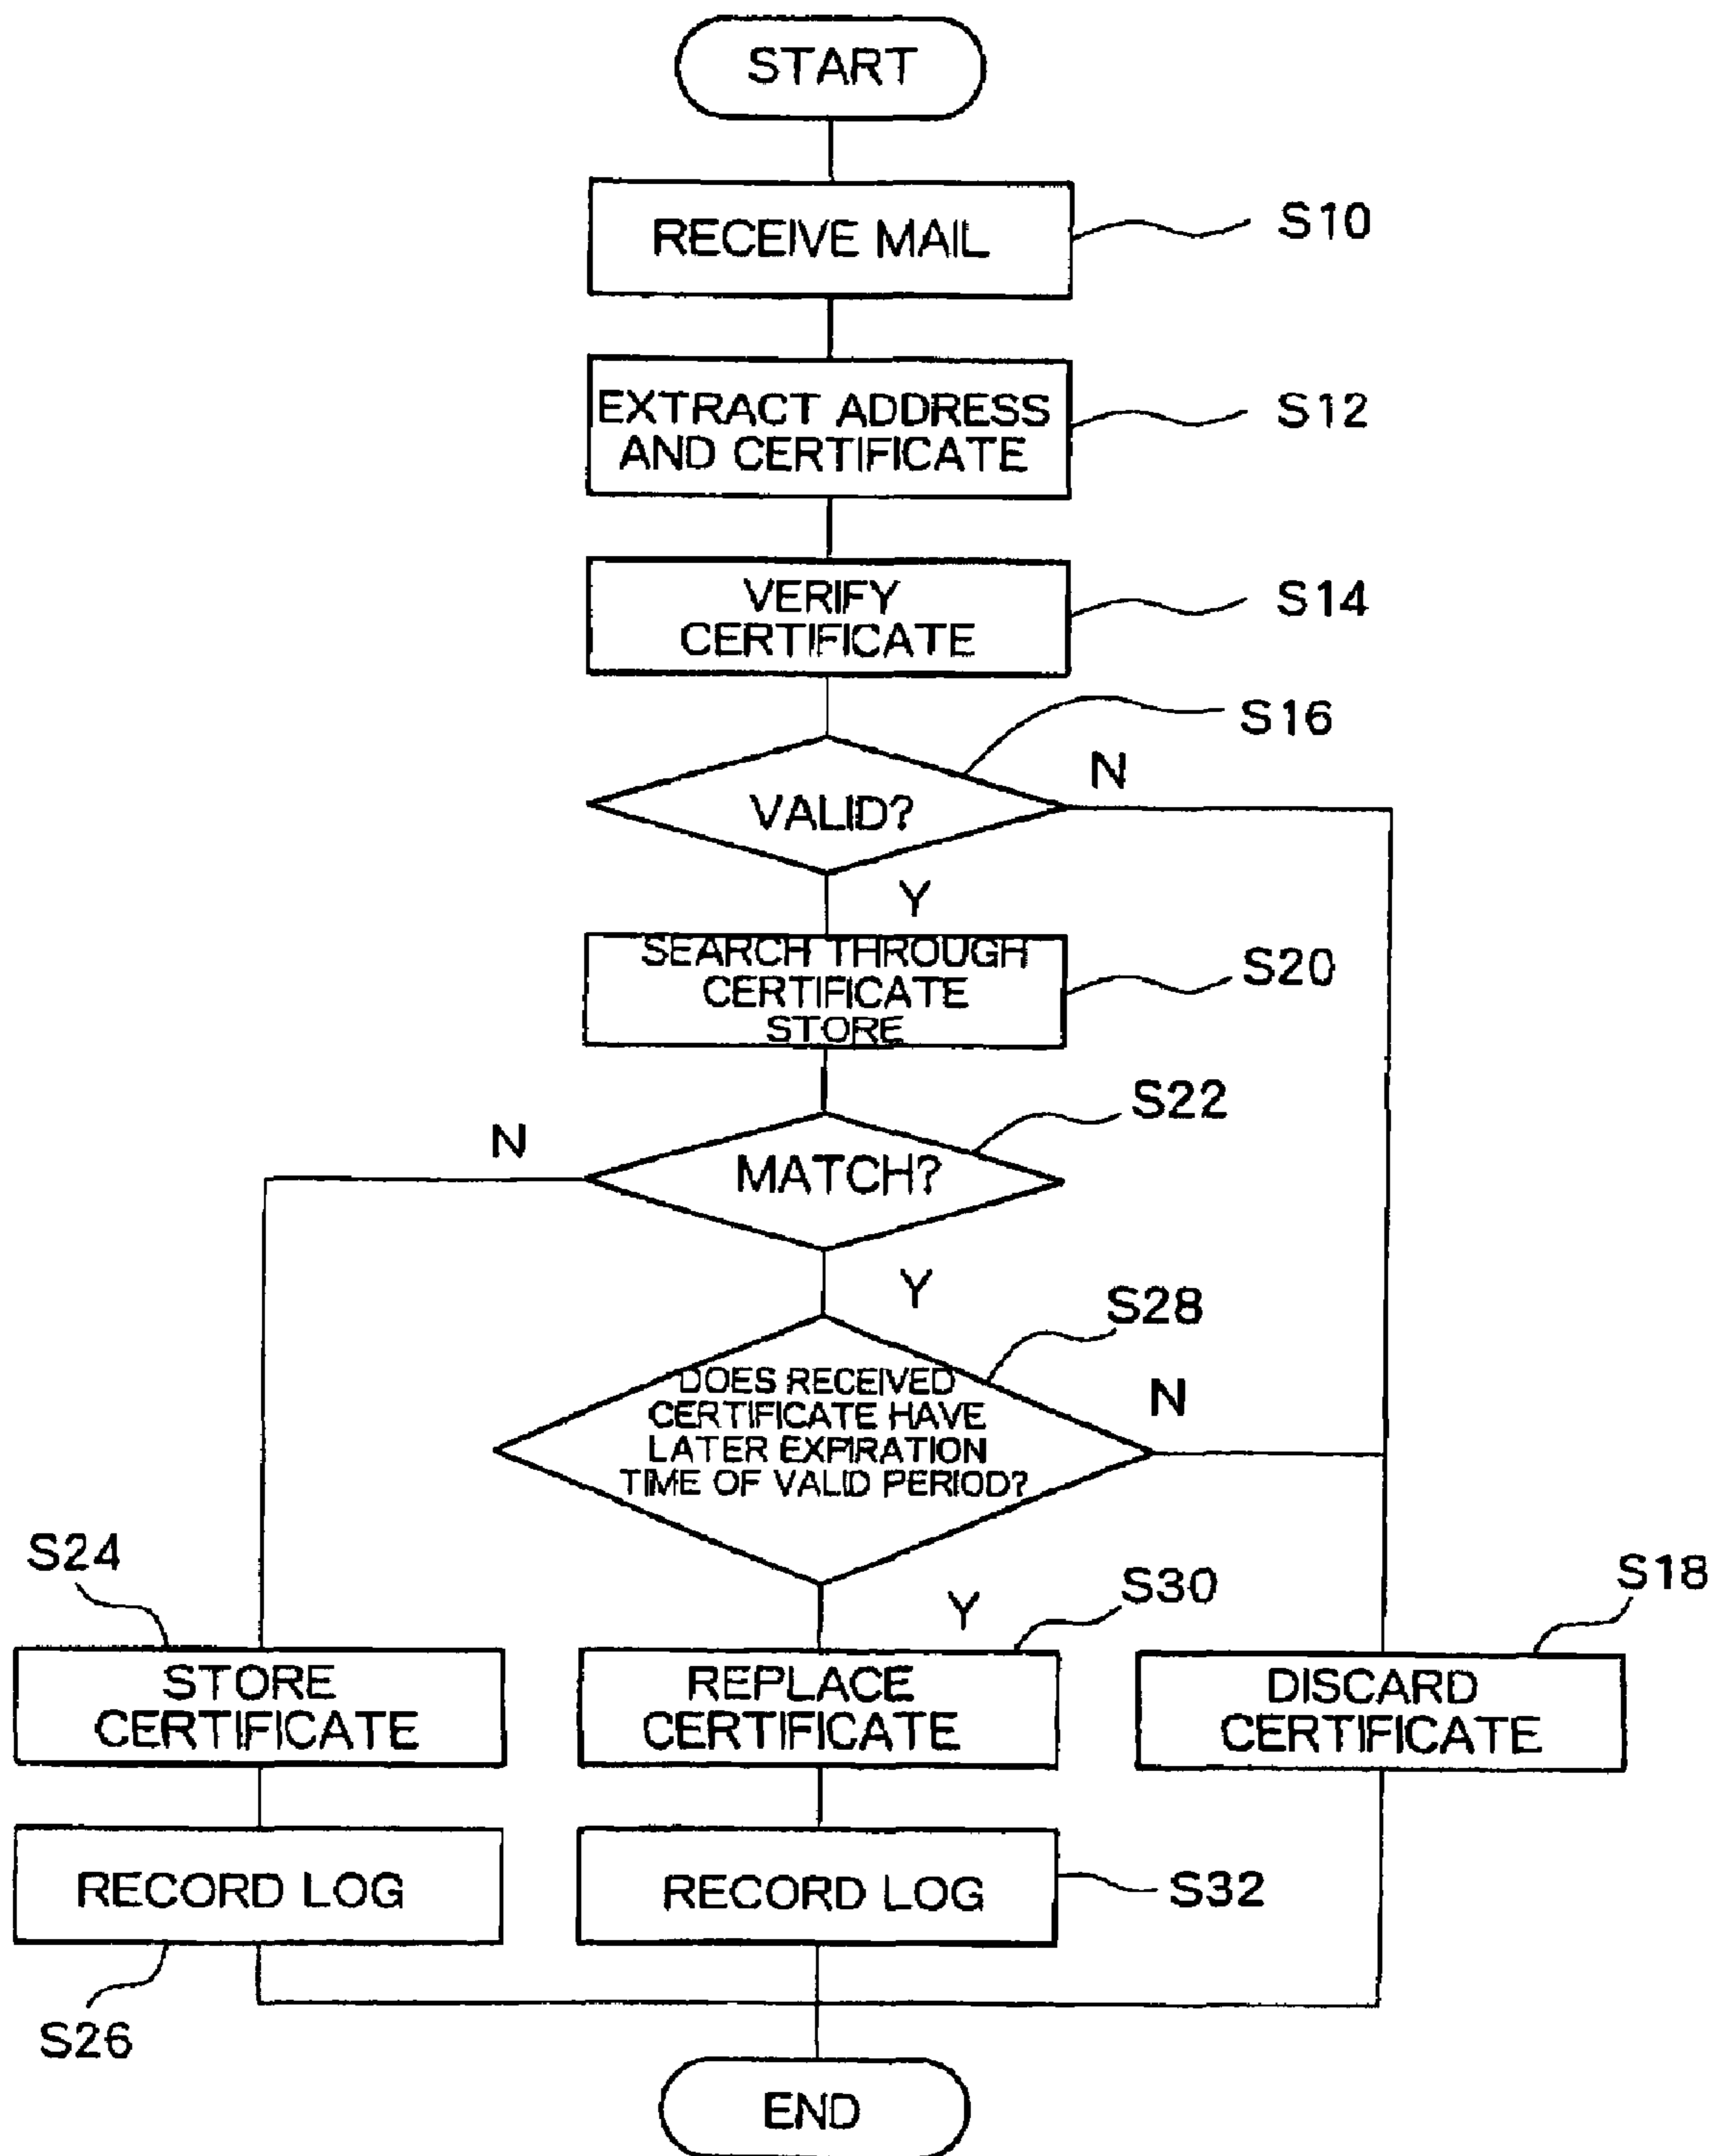 START
RECEIVE MAIL
S10
EXTRACT ADDRESS
AND CERTIFICATE
S12
VERIFY
CERTIFICATE
S14
S16
VALID?
N
Y
SEARCH THROUGH
CERTIFICATE
STORE
S20
S22
N
MATCH?
Y
S28
DOES RECEIVED
CERTIFICATE HAVE
LATER EXPIRATION
TIME OF VALID PERIOD?
N
S24
Y
S30
S18
STORE
CERTIFICATE
REPLACE
CERTIFICATE
DISCARD
CERTIFICATE
RECORD LOG
RECORD LOG
S32
S26
END